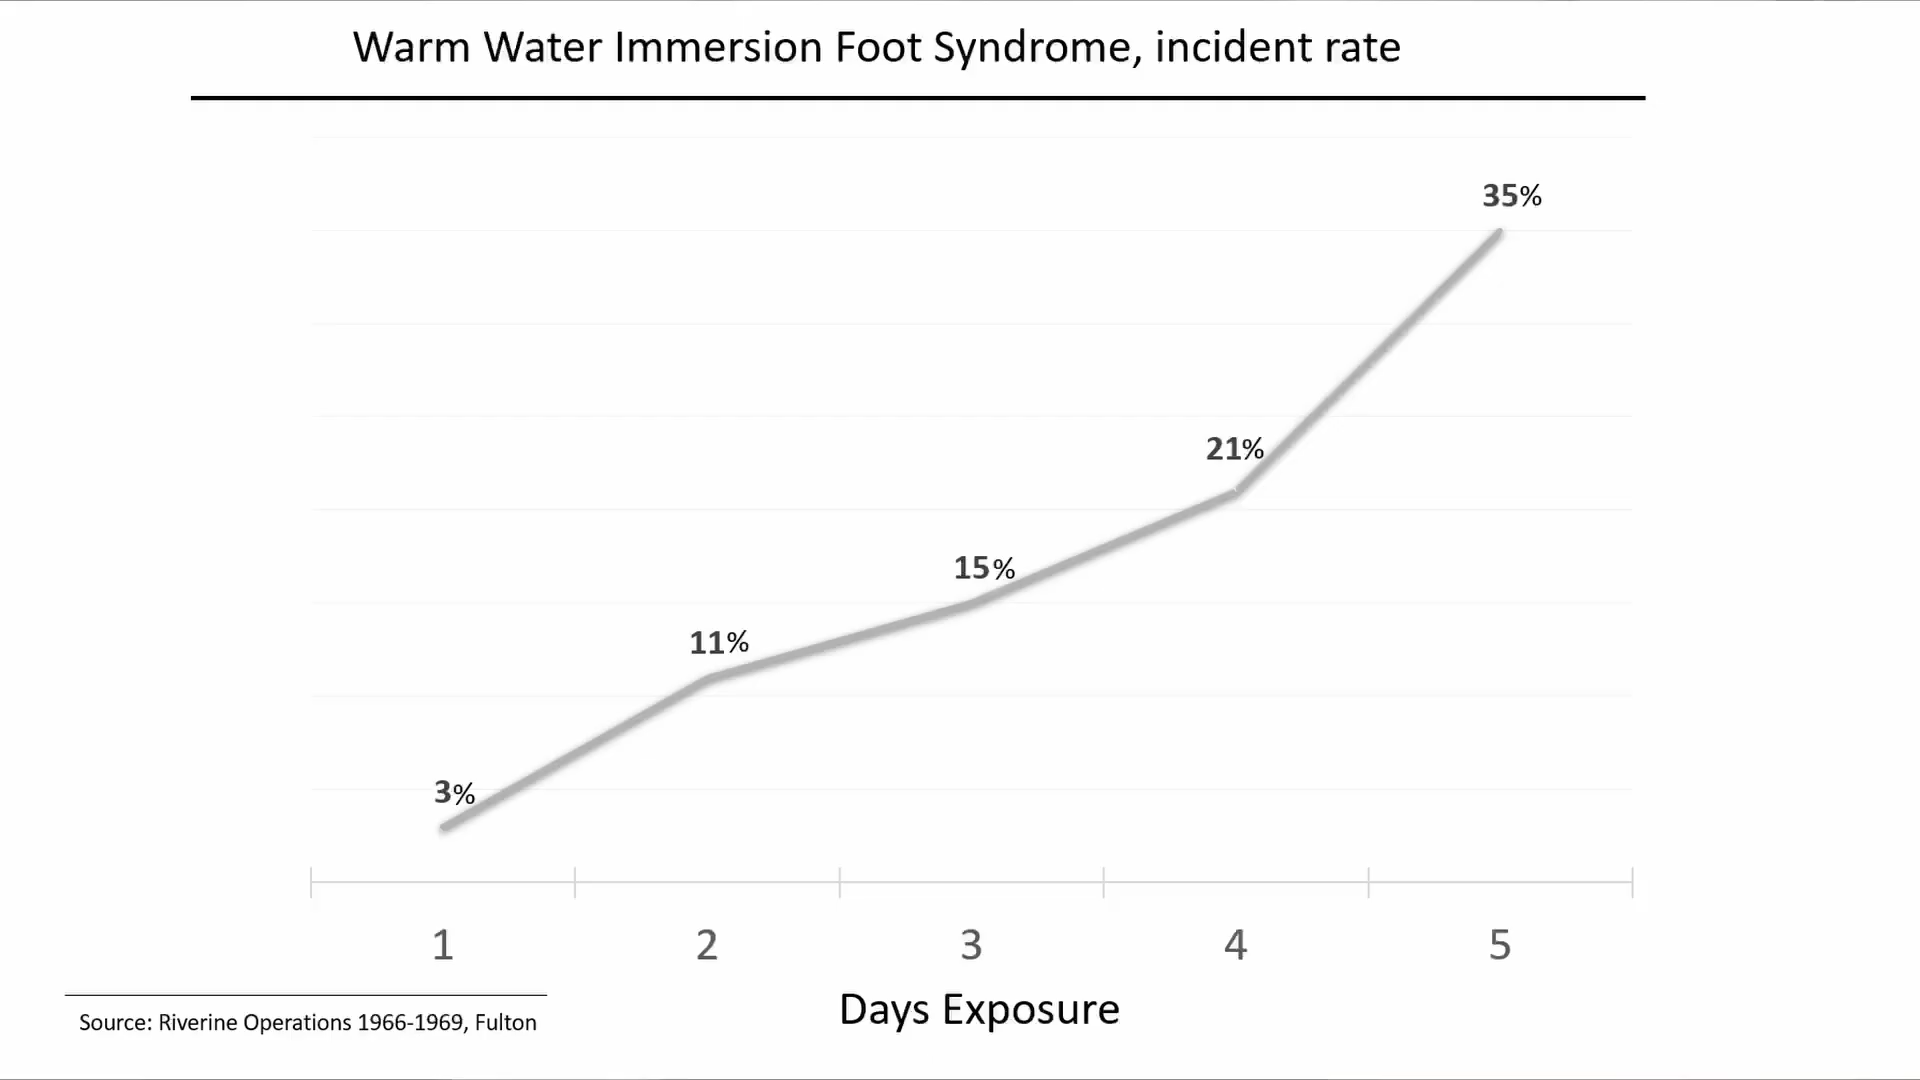 Warm Water Immersion Foot Syndrome, incident rate
35%
21%
15%
11%
3%
1 2 3 4 5
Days Exposure
Source: Riverine Operations 1966-1969, Fulton